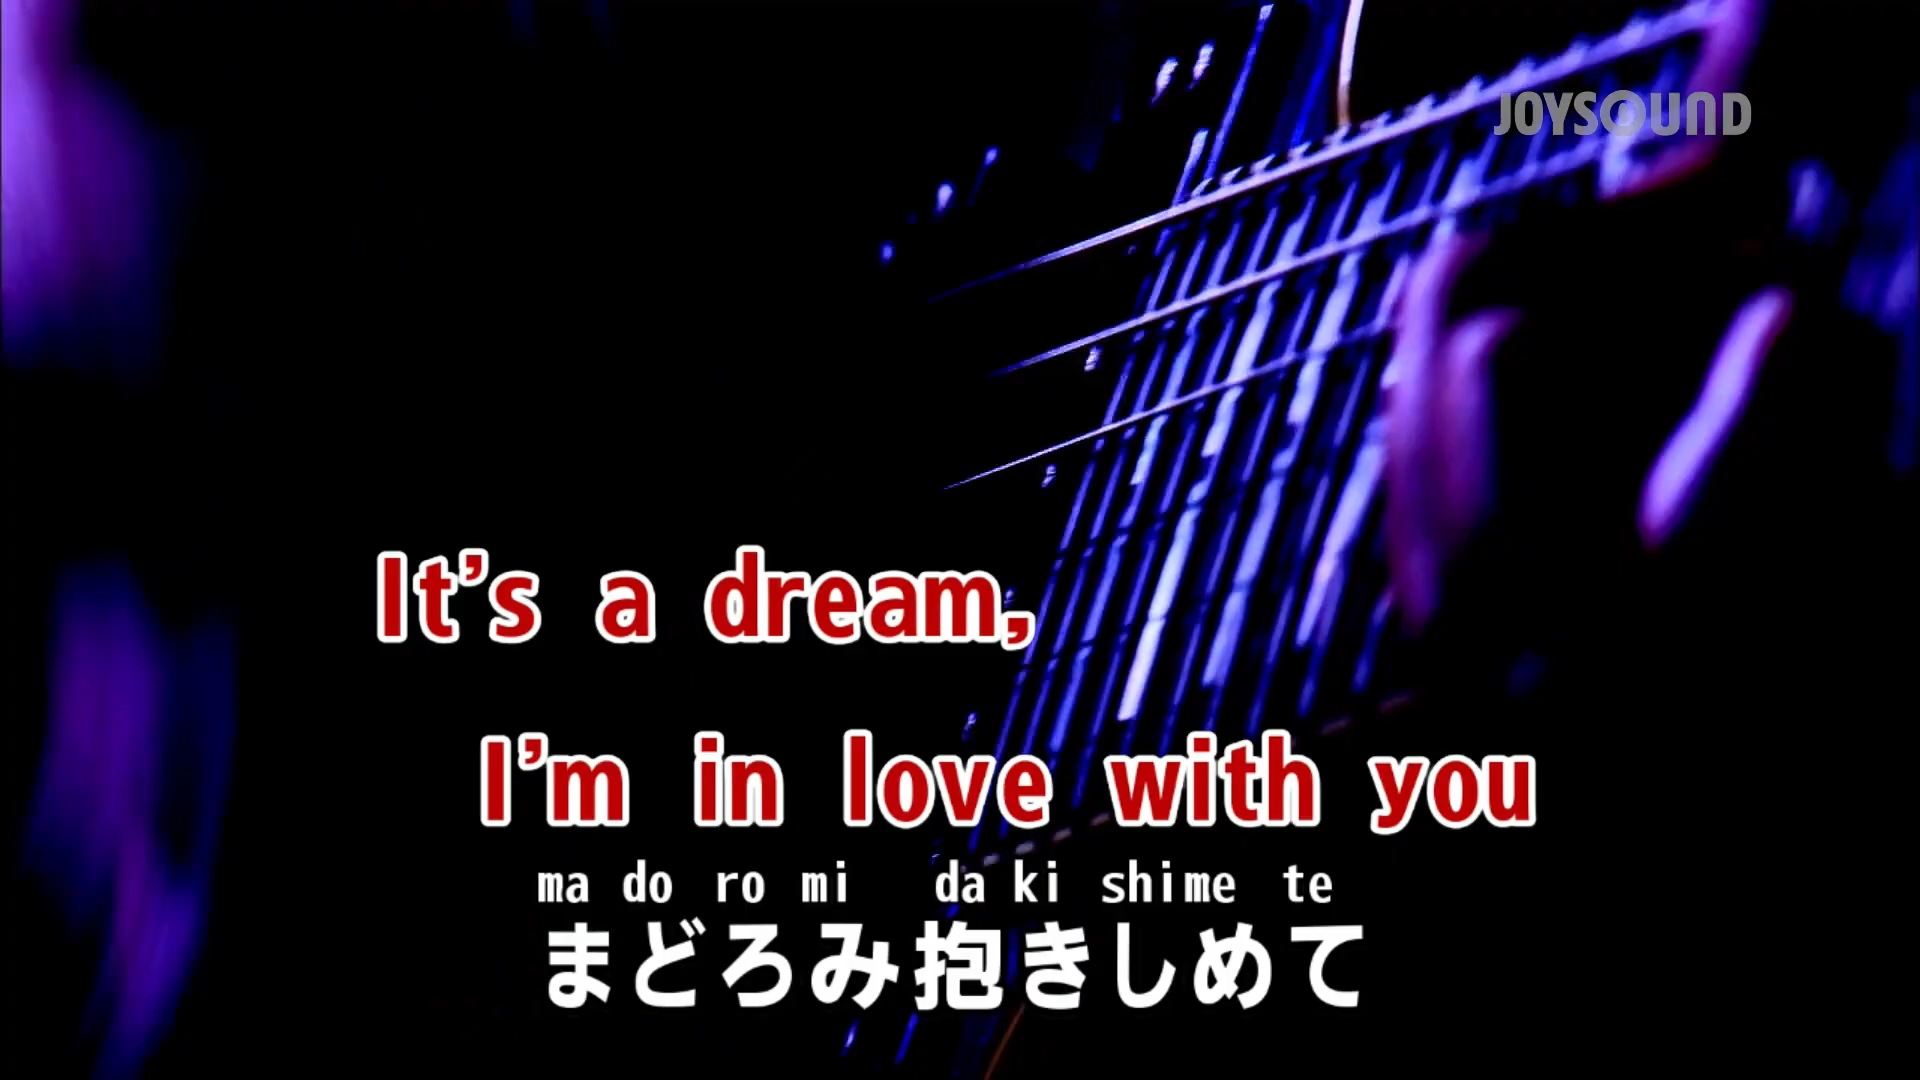 JOYSOUND
It's a dream,
I'm in love with you
ma do ro mi da ki shime te
まどろみ抱きしめて